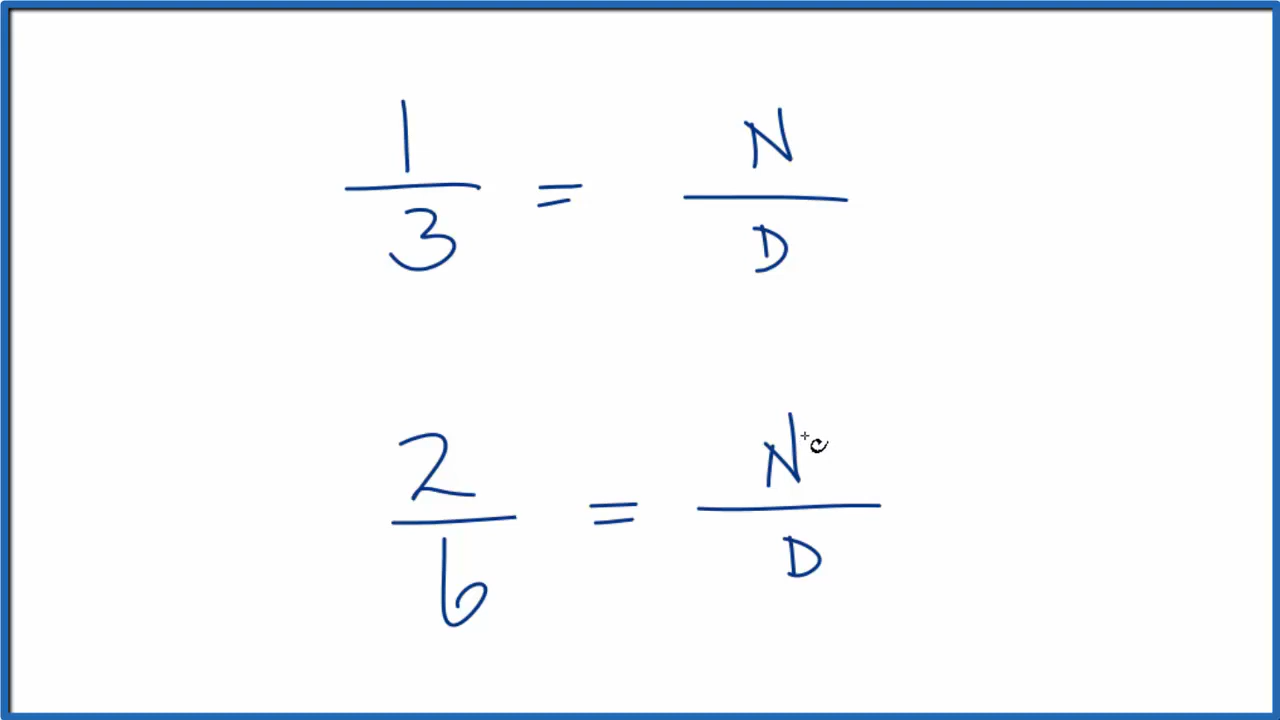 1/3 = N/D
2/6 = N/D